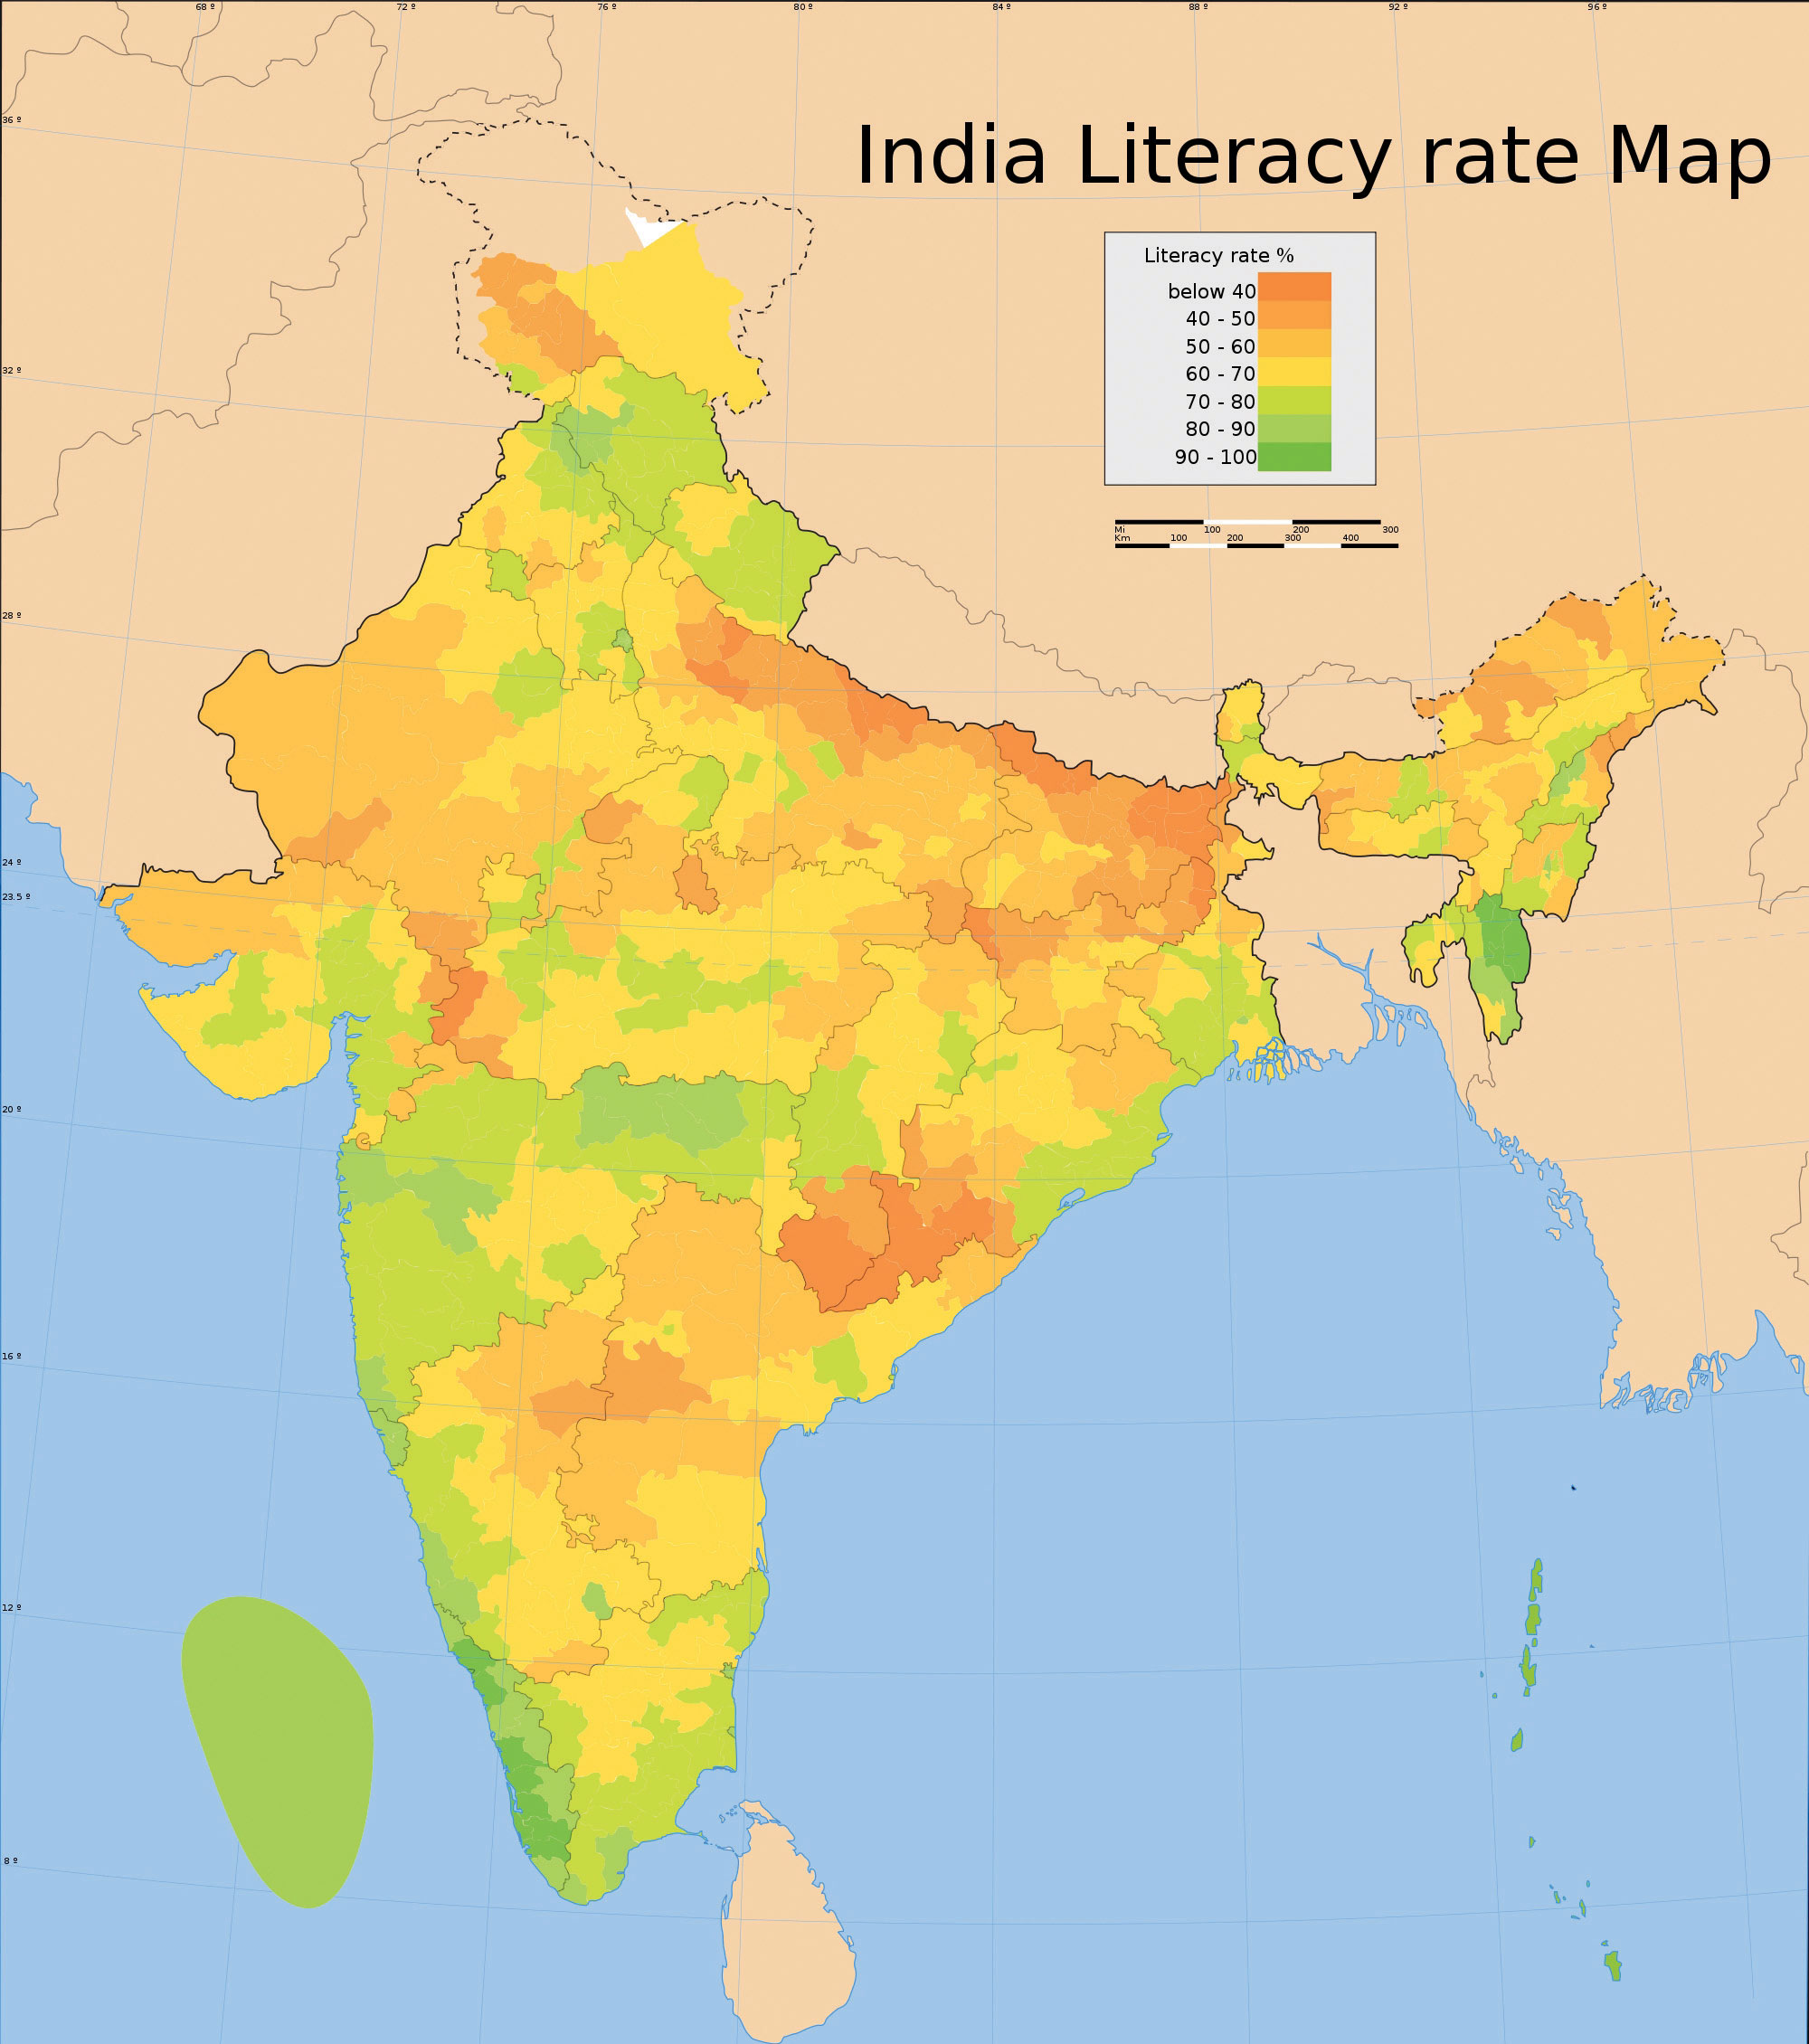 68 º 72 º 76 º 80 º 84 º 88 º 92 º 96 º
36 º
India Literacy rate Map
Literacy rate %
below 40
40 - 50
50 - 60
60 - 70
70 - 80
80 - 90
90 - 100
32 º
Mi 100 200 300
Km 100 200 300 400
28 º
24 º
23.5 º
20 º
16 º
12 º
8 º